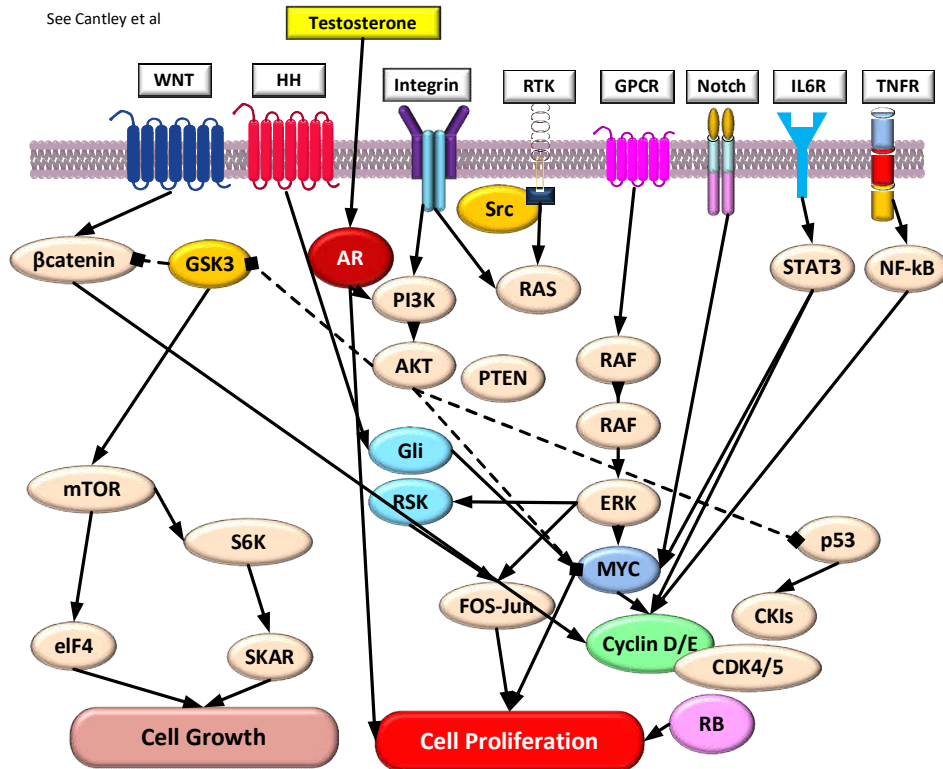 See Cantley et al
Testosterone
WNT
HH
Integrin
RTK
GPCR
Notch
IL6R
TNFR
Src
βcatenin
GSK3
AR
PI3K
RAS
STAT3
NF-kB
AKT
PTEN
RAF
RAF
Gli
mTOR
RSK
ERK
S6K
p53
MYC
FOS-Jun
CKIs
eIF4
SKAR
Cyclin D/E
CDK4/5
RB
Cell Growth
Cell Proliferation